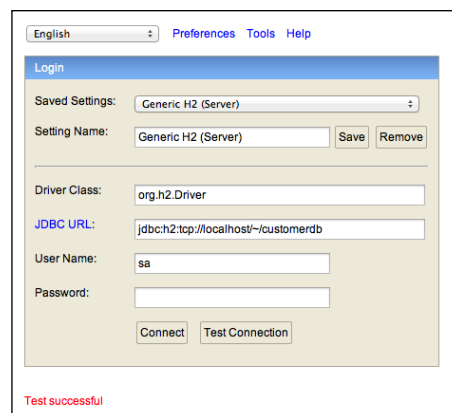 English Preferences Tools Help
Login
Saved Settings: Generic H2 (Server)
Setting Name: Generic H2 (Server) Save Remove
Driver Class: org.h2.Driver
JDBC URL: jdbc:h2:tcp://localhost/~/customerdb
User Name: sa
Password:
Connect Test Connection
Test successful